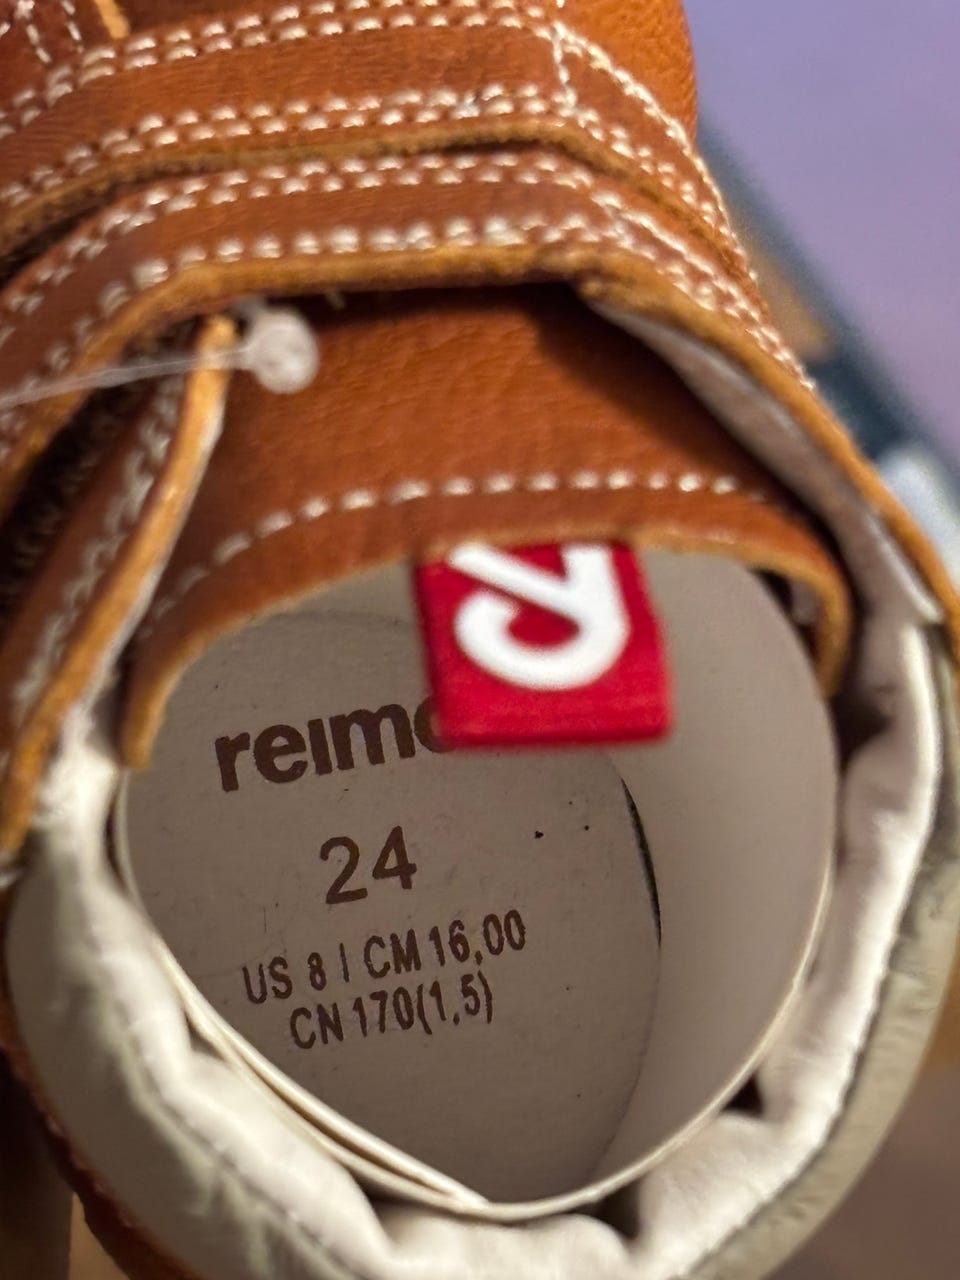 reim
24
US 8 | CM 16,00
CN 170(1,5)